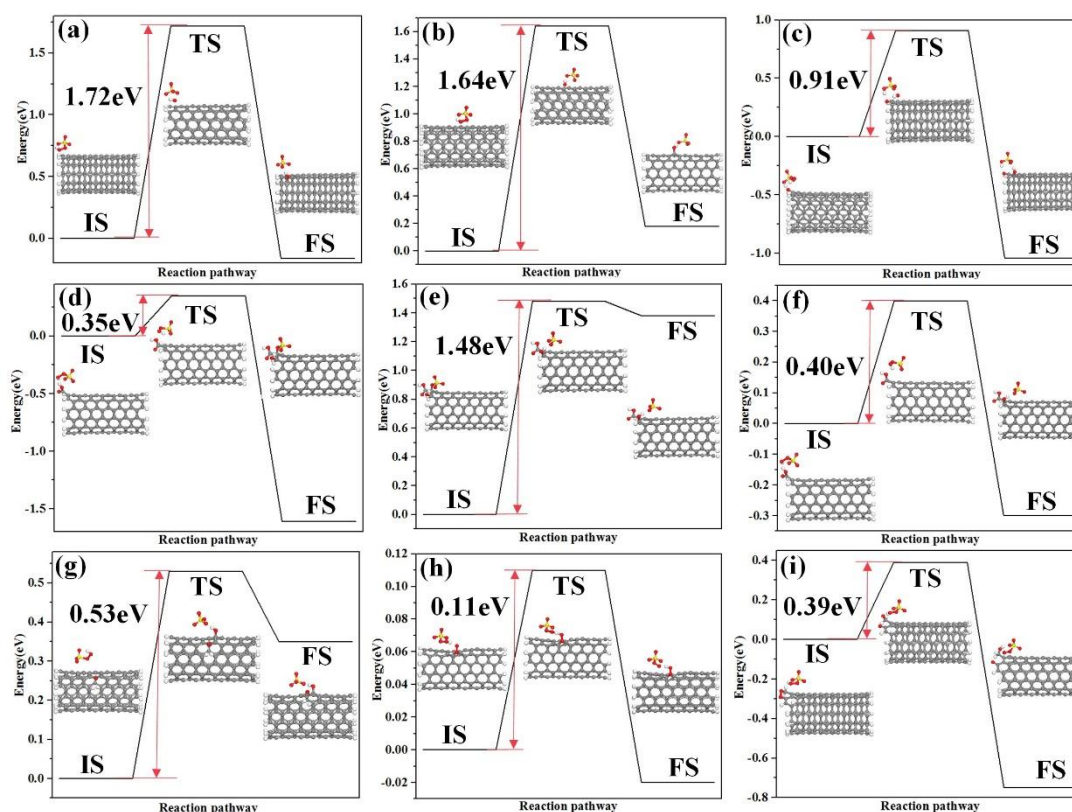 (a)
TS
1.72eV
IS
FS
Energy(eV)
1.5
1.0
0.5
0.0
Reaction pathway
(b)
TS
1.64eV
IS
FS
Energy(eV)
1.6
1.4
1.2
1.0
0.8
0.6
0.4
0.2
0.0
Reaction pathway
(c)
TS
0.91eV
IS
FS
Energy(eV)
1.0
0.5
0.0
-0.5
-1.0
Reaction pathway
(d)
TS
0.35eV
IS
FS
Energy(eV)
0.0
-0.5
-1.0
-1.5
Reaction pathway
(e)
TS
FS
1.48eV
IS
Energy(eV)
1.6
1.4
1.2
1.0
0.8
0.6
0.4
0.2
0.0
Reaction pathway
(f)
TS
0.40eV
IS
FS
Energy(eV)
0.4
0.3
0.2
0.1
0.0
-0.1
-0.2
-0.3
Reaction pathway
(g)
TS
0.53eV
FS
IS
Energy(eV)
0.5
0.4
0.3
0.2
0.1
0.0
Reaction pathway
(h)
TS
0.11eV
IS
FS
Energy(eV)
0.12
0.10
0.08
0.06
0.04
0.02
0.00
-0.02
Reaction pathway
(i)
TS
0.39eV
IS
FS
Energy(eV)
0.4
0.2
0.0
-0.2
-0.4
-0.6
-0.8
Reaction pathway